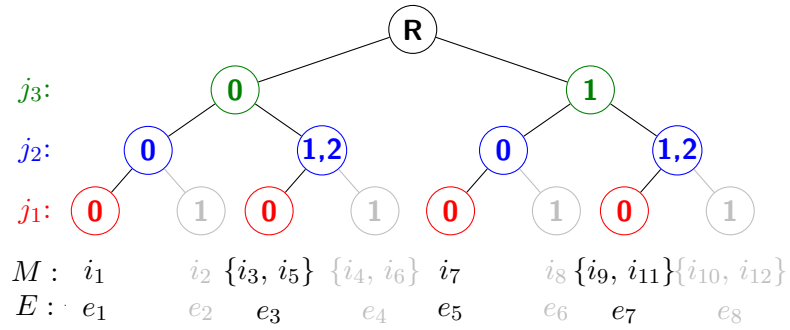 R
j₃: 0 1
j₂: 0 1,2 0 1,2
j₁: 0 1 0 1 0 1 0 1
M : i₁ i₂ {i₃, i₅} {i₄, i₆} i₇ i₈ {i₉, i₁₁} {i₁₀, i₁₂}
E : e₁ e₂ e₃ e₄ e₅ e₆ e₇ e₈